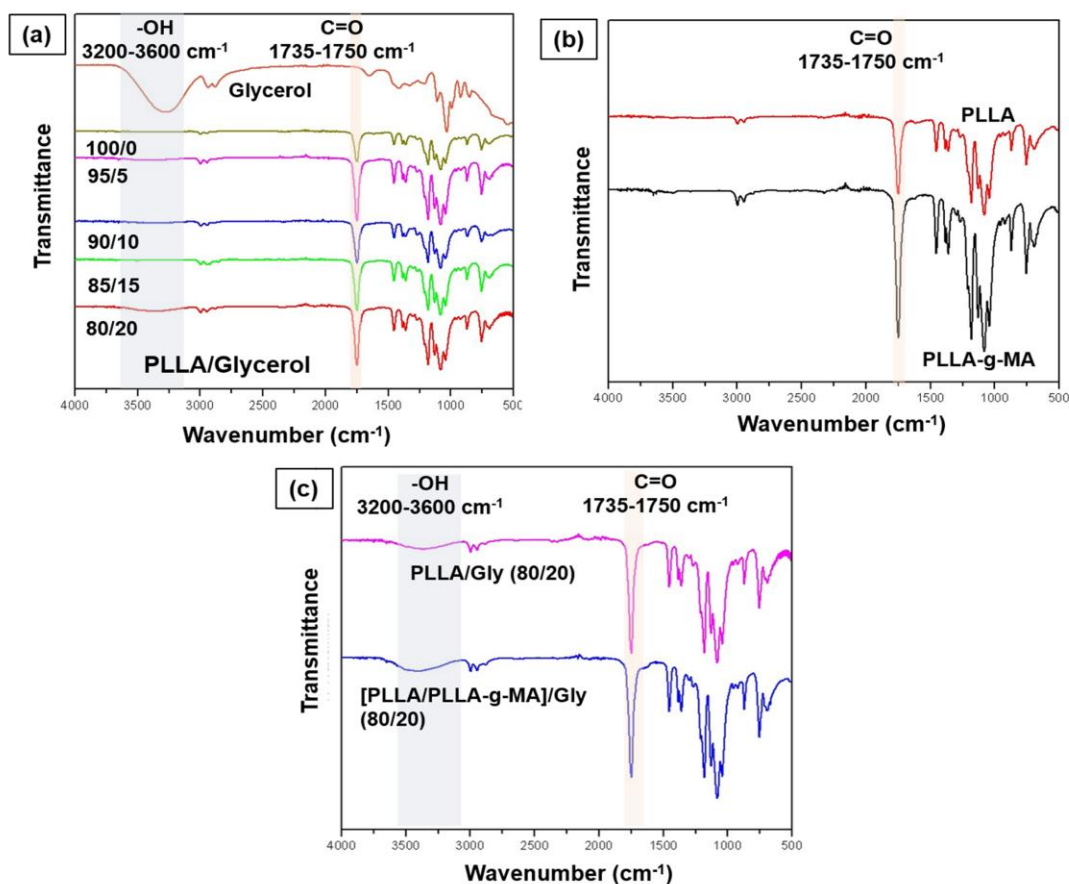 (a)
-OH
3200-3600 cm⁻¹
C=O
1735-1750 cm⁻¹
Glycerol
100/0
95/5
90/10
85/15
80/20
PLLA/Glycerol
Transmittance
4000 3500 3000 2500 2000 1500 1000 500
Wavenumber (cm⁻¹)
(b)
C=O
1735-1750 cm⁻¹
PLLA
PLLA-g-MA
Transmittance
4000 3500 3000 2500 2000 1500 1000 500
Wavenumber (cm⁻¹)
(c)
-OH
3200-3600 cm⁻¹
C=O
1735-1750 cm⁻¹
PLLA/Gly (80/20)
[PLLA/PLLA-g-MA]/Gly
(80/20)
Transmittance
4000 3500 3000 2500 2000 1500 1000 500
Wavenumber (cm⁻¹)